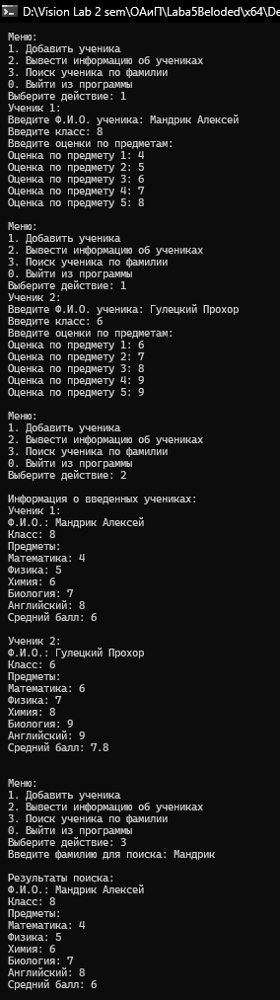 D:\Vision Lab 2 sem\ОАиП\Laba5Beloded\x64\De
Меню:
1. Добавить ученика
2. Вывести информацию об учениках
3. Поиск ученика по фамилии
0. Выйти из программы
Выберите действие: 1
Ученик 1:
Введите Ф.И.О. ученика: Мандрик Алексей
Введите класс: 8
Введите оценки по предметам:
Оценка по предмету 1: 4
Оценка по предмету 2: 5
Оценка по предмету 3: 6
Оценка по предмету 4: 7
Оценка по предмету 5: 8
Меню:
1. Добавить ученика
2. Вывести информацию об учениках
3. Поиск ученика по фамилии
0. Выйти из программы
Выберите действие: 1
Ученик 2:
Введите Ф.И.О. ученика: Гулецкий Прохор
Введите класс: 6
Введите оценки по предметам:
Оценка по предмету 1: 6
Оценка по предмету 2: 7
Оценка по предмету 3: 8
Оценка по предмету 4: 9
Оценка по предмету 5: 9
Меню:
1. Добавить ученика
2. Вывести информацию об учениках
3. Поиск ученика по фамилии
0. Выйти из программы
Выберите действие: 2
Информация о введенных учениках:
Ученик 1:
Ф.И.О.: Мандрик Алексей
Класс: 8
Предметы:
Математика: 4
Физика: 5
Химия: 6
Биология: 7
Английский: 8
Средний балл: 6
Ученик 2:
Ф.И.О.: Гулецкий Прохор
Класс: 6
Предметы:
Математика: 6
Физика: 7
Химия: 8
Биология: 9
Английский: 9
Средний балл: 7.8
Меню:
1. Добавить ученика
2. Вывести информацию об учениках
3. Поиск ученика по фамилии
0. Выйти из программы
Выберите действие: 3
Введите фамилию для поиска: Мандрик
Результаты поиска:
Ф.И.О.: Мандрик Алексей
Класс: 8
Предметы:
Математика: 4
Физика: 5
Химия: 6
Биология: 7
Английский: 8
Средний балл: 6